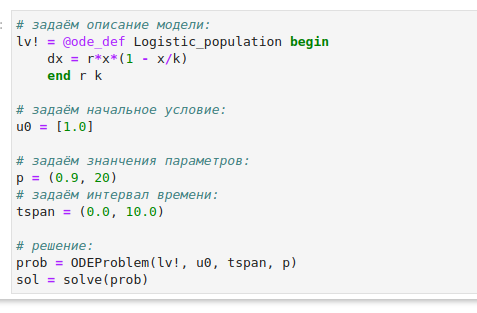 # задаём описание модели:
lv! = @ode_def Logistic_population begin
    dx = r*x*(1 - x/k)
    end r k
# задаём начальное условие:
u0 = [1.0]
# задаём знанчения параметров:
p = (0.9, 20)
# задаём интервал времени:
tspan = (0.0, 10.0)
# решение:
prob = ODEProblem(lv!, u0, tspan, p)
sol = solve(prob)